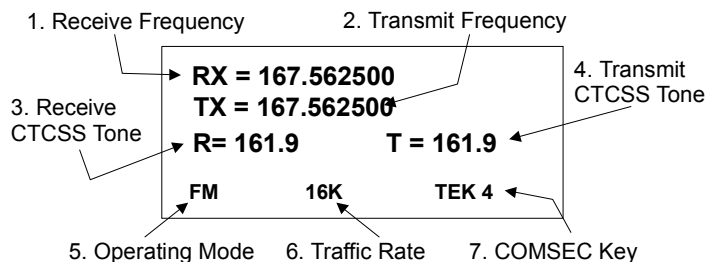 1. Receive Frequency
2. Transmit Frequency
RX = 167.562500
TX = 167.562500
3. Receive
CTCSS Tone
4. Transmit
CTCSS Tone
R= 161.9
T = 161.9
FM
16K
TEK 4
5. Operating Mode
6. Traffic Rate
7. COMSEC Key